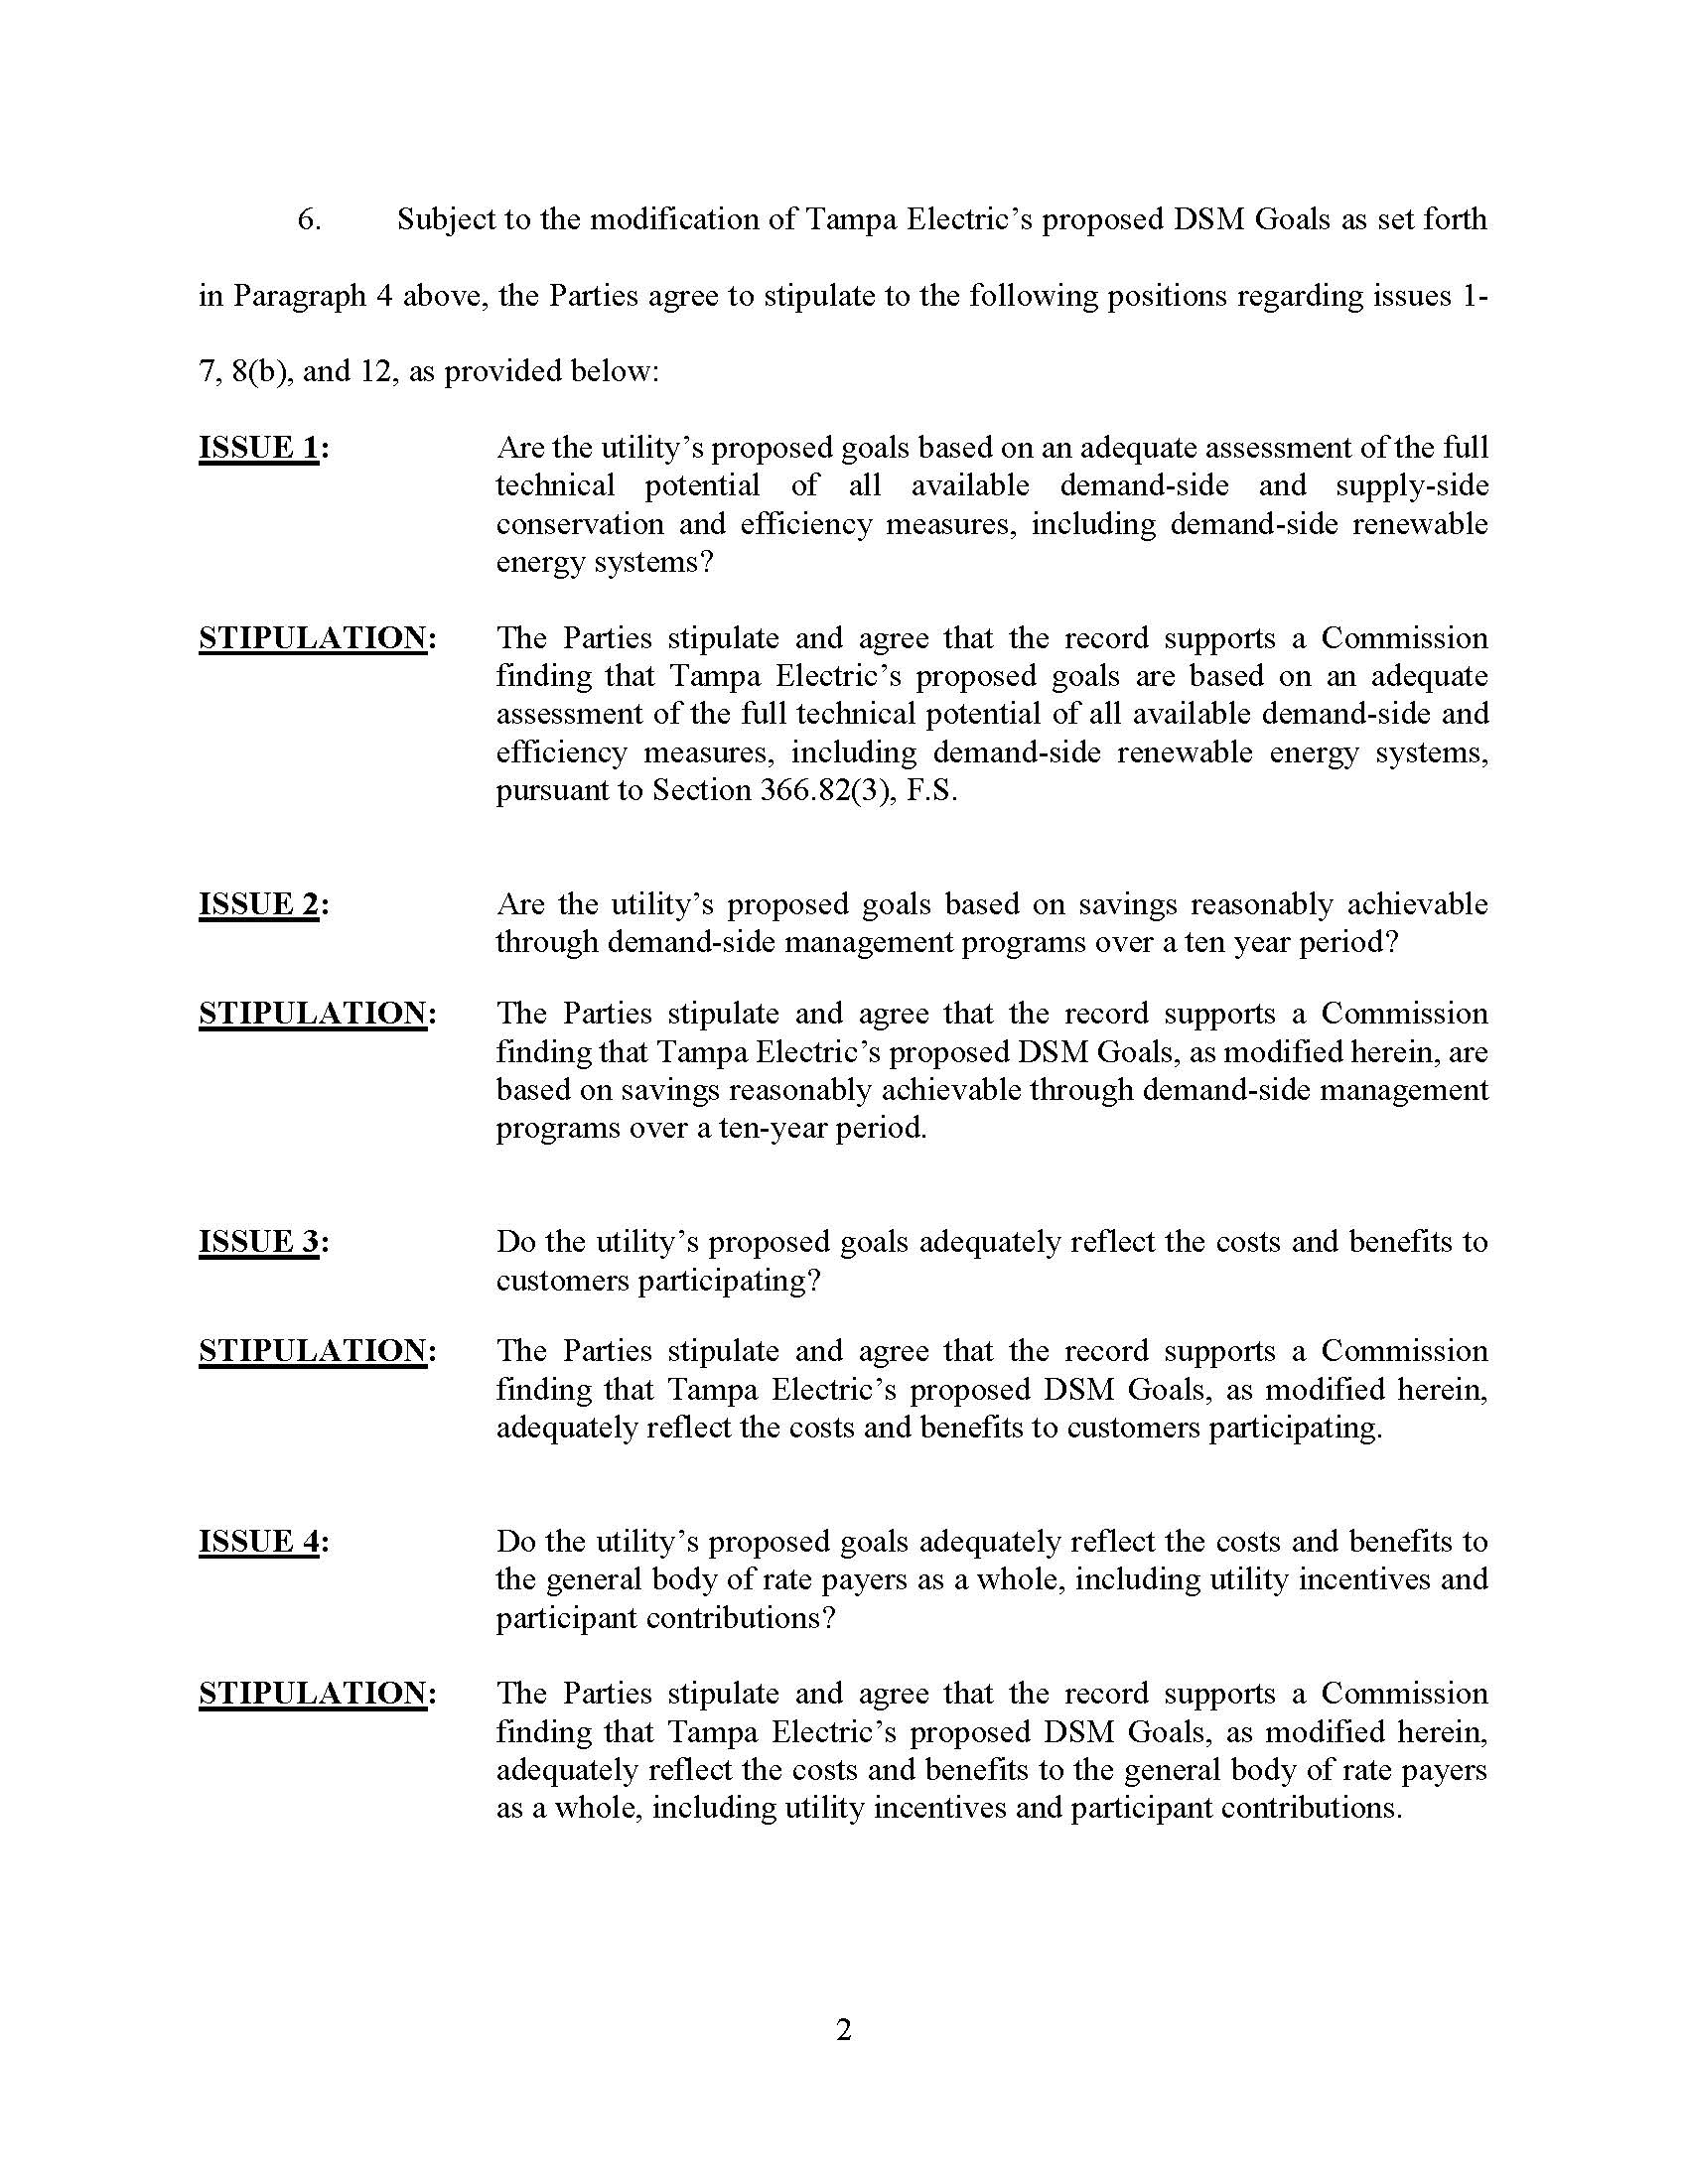 6. Subject to the modification of Tampa Electric’s proposed DSM Goals as set forth
in Paragraph 4 above, the Parties agree to stipulate to the following positions regarding issues 1-
7, 8(b), and 12, as provided below:
ISSUE 1: Are the utility’s proposed goals based on an adequate assessment of the full
technical potential of all available demand-side and supply-side
conservation and efficiency measures, including demand-side renewable
energy systems?
STIPULATION: The Parties stipulate and agree that the record supports a Commission
finding that Tampa Electric’s proposed goals are based on an adequate
assessment of the full technical potential of all available demand-side and
efficiency measures, including demand-side renewable energy systems,
pursuant to Section 366.82(3), F.S.
ISSUE 2: Are the utility’s proposed goals based on savings reasonably achievable
through demand-side management programs over a ten year period?
STIPULATION: The Parties stipulate and agree that the record supports a Commission
finding that Tampa Electric’s proposed DSM Goals, as modified herein, are
based on savings reasonably achievable through demand-side management
programs over a ten-year period.
ISSUE 3: Do the utility’s proposed goals adequately reflect the costs and benefits to
customers participating?
STIPULATION: The Parties stipulate and agree that the record supports a Commission
finding that Tampa Electric’s proposed DSM Goals, as modified herein,
adequately reflect the costs and benefits to customers participating.
ISSUE 4: Do the utility’s proposed goals adequately reflect the costs and benefits to
the general body of rate payers as a whole, including utility incentives and
participant contributions?
STIPULATION: The Parties stipulate and agree that the record supports a Commission
finding that Tampa Electric’s proposed DSM Goals, as modified herein,
adequately reflect the costs and benefits to the general body of rate payers
as a whole, including utility incentives and participant contributions.
2